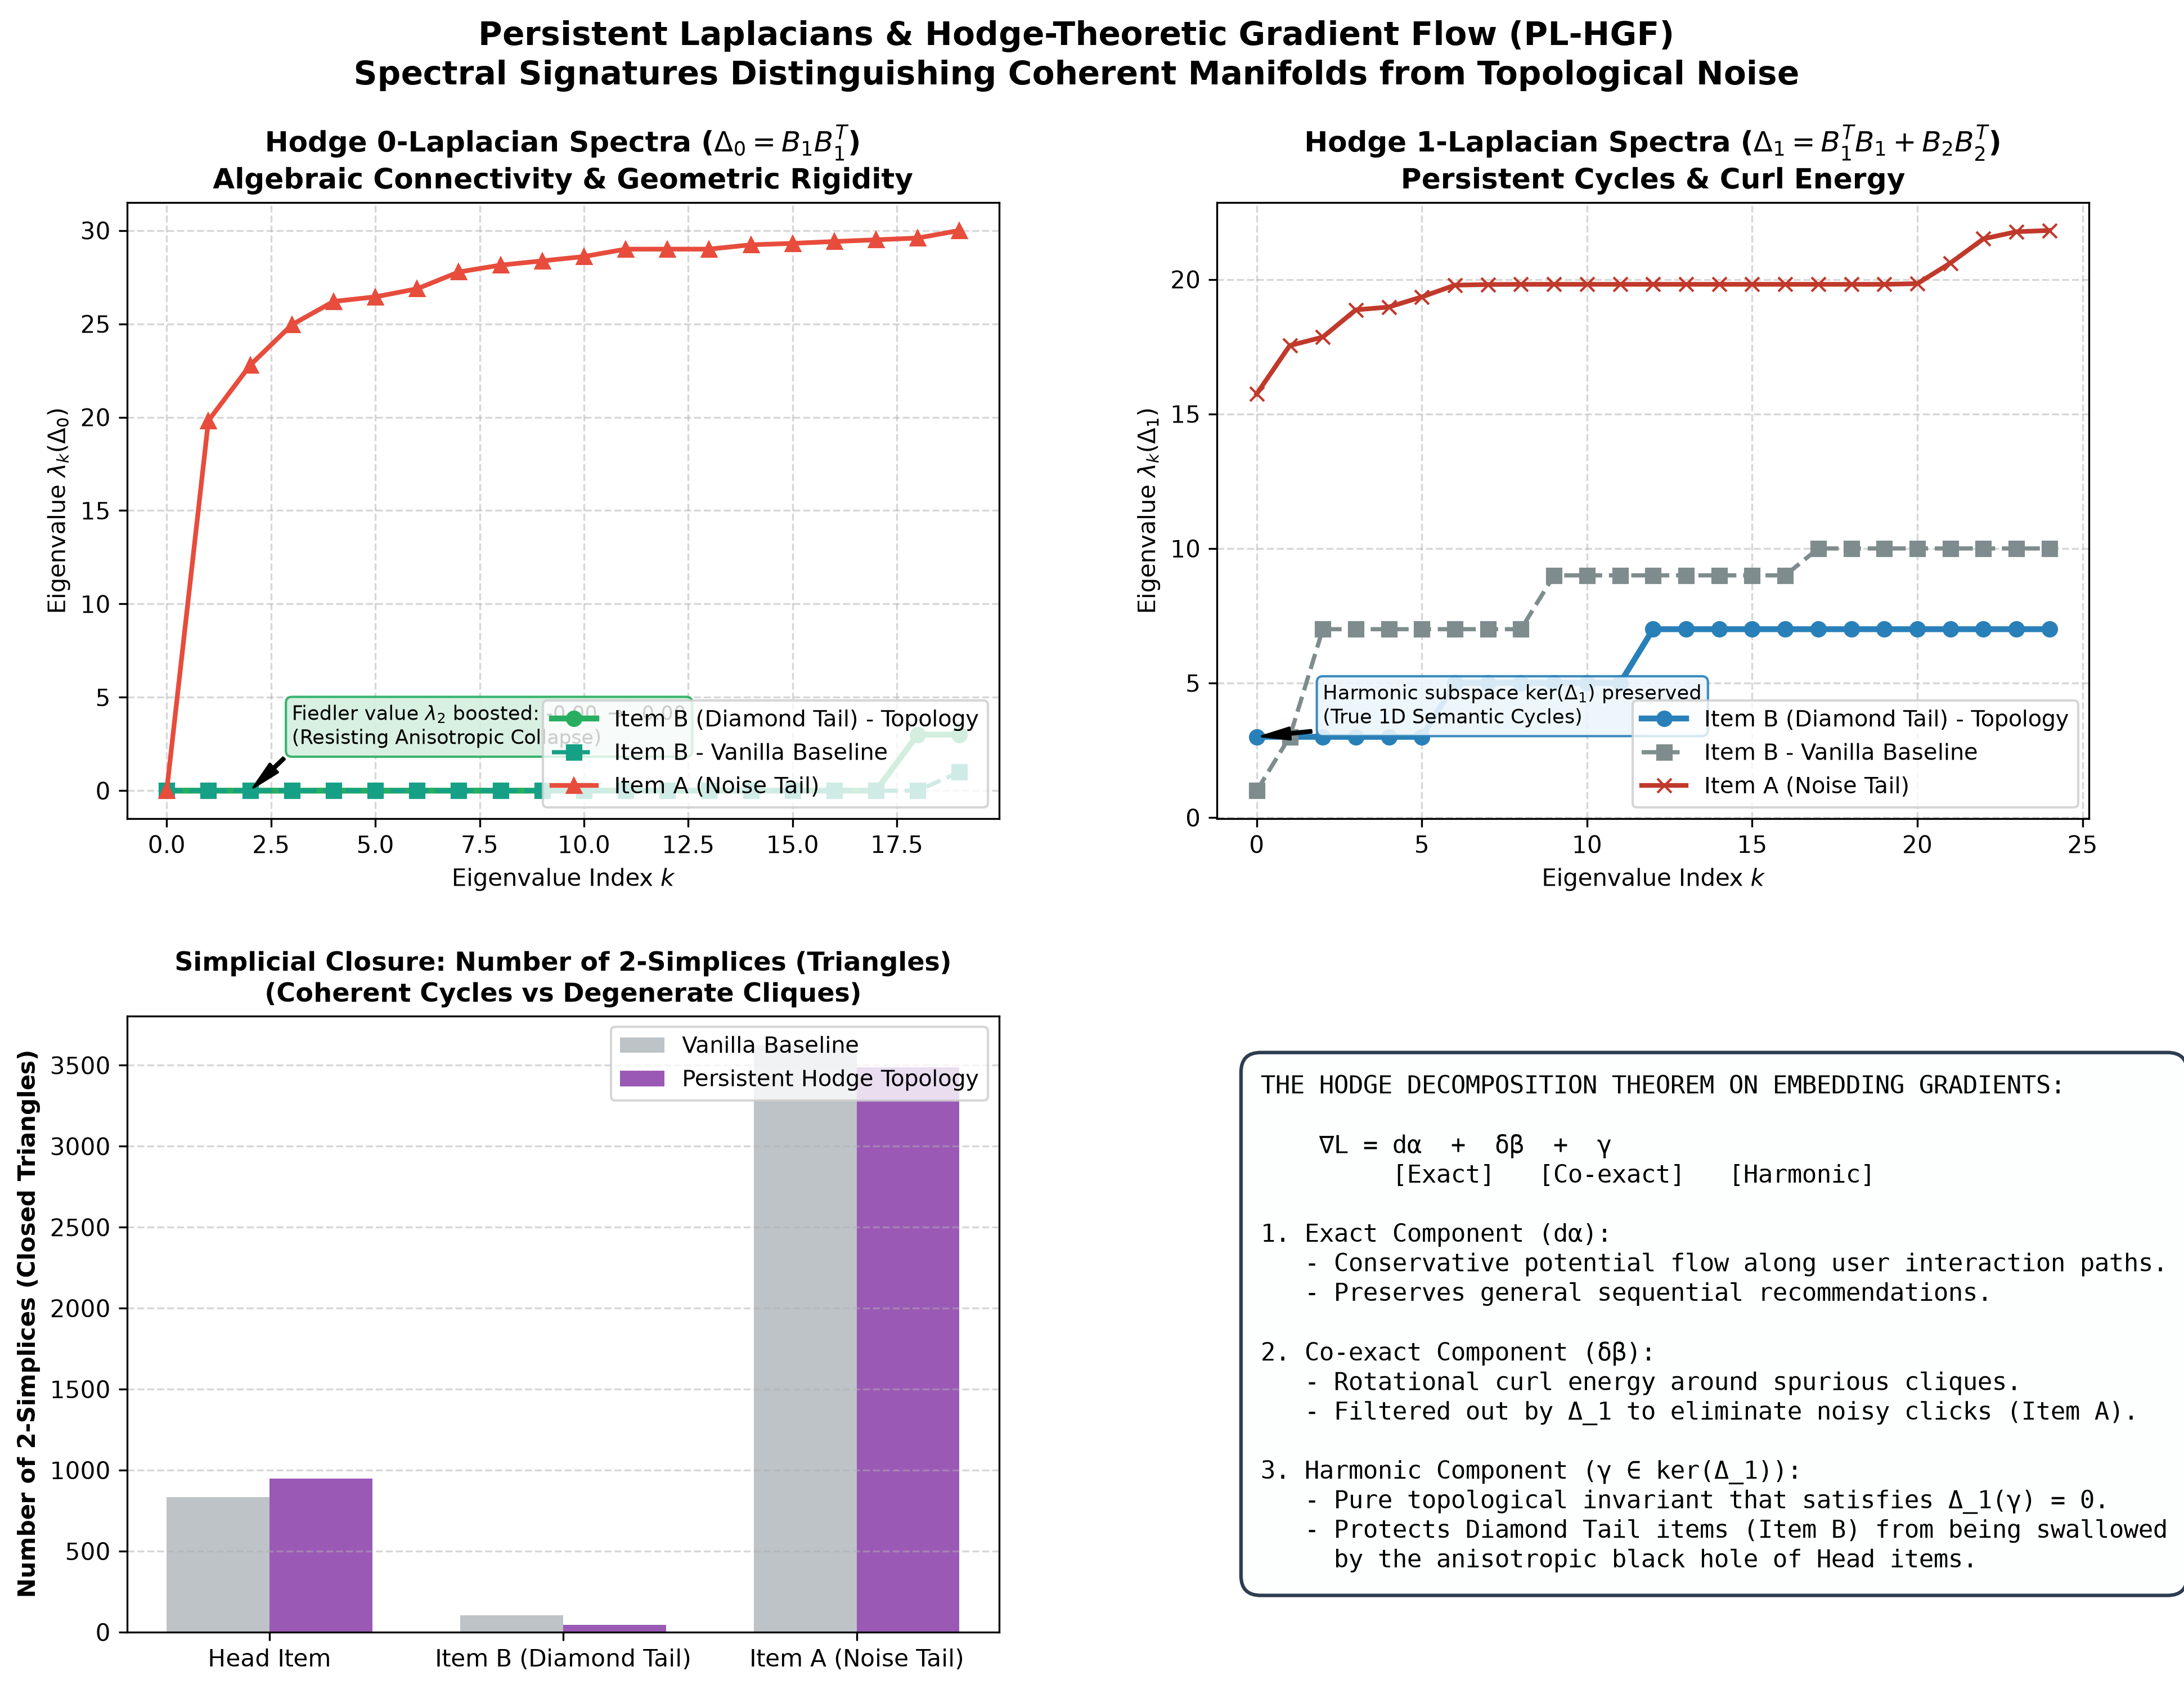 Persistent Laplacians & Hodge-Theoretic Gradient Flow (PL-HGF)
Spectral Signatures Distinguishing Coherent Manifolds from Topological Noise
Hodge 0-Laplacian Spectra (Δ₀ = B₁B₁ᵀ)
Algebraic Connectivity & Geometric Rigidity
Eigenvalue λₖ(Δ₀)
30
25
20
15
10
5
0
Fiedler value λ₂ boosted: 0.00 → 0.00
(Resisting Anisotropic Collapse)
Item B (Diamond Tail) - Topology
Item B - Vanilla Baseline
Item A (Noise Tail)
0.0 2.5 5.0 7.5 10.0 12.5 15.0 17.5
Eigenvalue Index k
Hodge 1-Laplacian Spectra (Δ₁ = B₁ᵀB₁ + B₂B₂ᵀ)
Persistent Cycles & Curl Energy
Eigenvalue λₖ(Δ₁)
20
15
10
5
0
Harmonic subspace ker(Δ₁) preserved
(True 1D Semantic Cycles)
Item B (Diamond Tail) - Topology
Item B - Vanilla Baseline
Item A (Noise Tail)
0 5 10 15 20 25
Eigenvalue Index k
Simplicial Closure: Number of 2-Simplices (Triangles)
(Coherent Cycles vs Degenerate Cliques)
Number of 2-Simplices (Closed Triangles)
3500
3000
2500
2000
1500
1000
500
0
Vanilla Baseline
Persistent Hodge Topology
Head Item Item B (Diamond Tail) Item A (Noise Tail)
THE HODGE DECOMPOSITION THEOREM ON EMBEDDING GRADIENTS:
∇L = dα + δβ + γ
[Exact] [Co-exact] [Harmonic]
1. Exact Component (dα):
- Conservative potential flow along user interaction paths.
- Preserves general sequential recommendations.
2. Co-exact Component (δβ):
- Rotational curl energy around spurious cliques.
- Filtered out by Δ_1 to eliminate noisy clicks (Item A).
3. Harmonic Component (γ ∈ ker(Δ_1)):
- Pure topological invariant that satisfies Δ_1(γ) = 0.
- Protects Diamond Tail items (Item B) from being swallowed
by the anisotropic black hole of Head items.